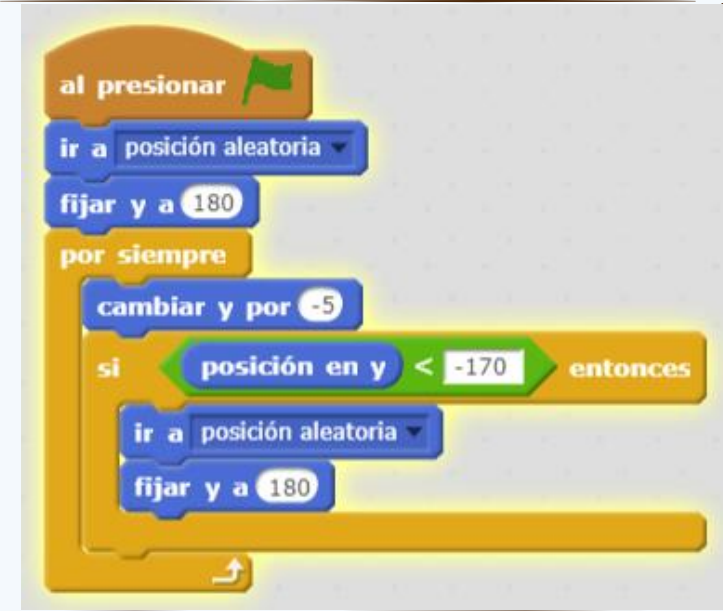 al presionar
ir a posición aleatoria
fijar y a 180
por siempre
cambiar y por -5
si posición en y < -170 entonces
ir a posición aleatoria
fijar y a 180